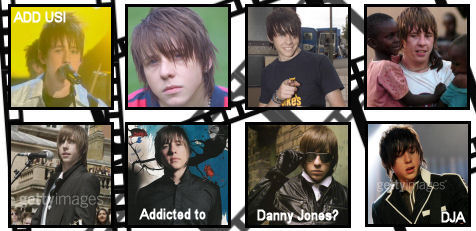 ADD US!
gettyimages
Addicted to
Danny Jones?
gettyimages
DJA